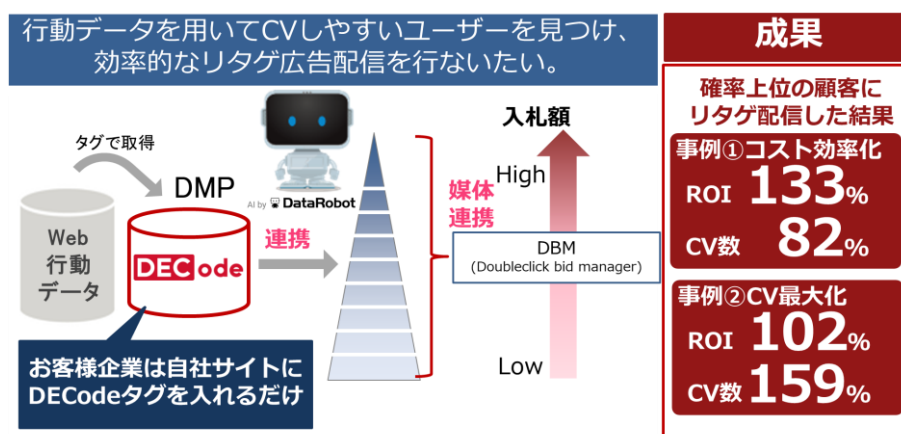 行動データを用いてCVしやすいユーザーを見つけ、
効率的なリタゲ広告配信を行ないたい。
タグで取得
Web
行動
データ
DMP
DECode
連携
AI by DataRobot
媒体
連携
入札額
High
DBM
(Doubleclick bid manager)
Low
お客様企業は自社サイトに
DECodeタグを入れるだけ
成果
確率上位の顧客に
リタゲ配信した結果
事例①コスト効率化
ROI 133%
CV数 82%
事例②CV最大化
ROI 102%
CV数 159%